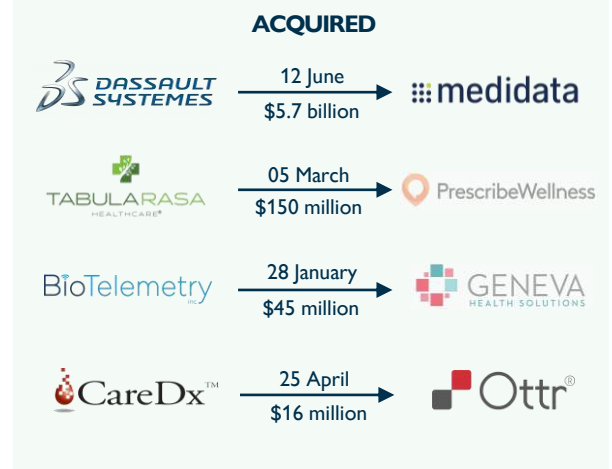 ACQUIRED
DASSAULT
SYSTEMES
12 June
$5.7 billion
medidata
TABULARASA
HEALTHCARE®
05 March
$150 million
PrescribeWellness
BioTelemetry
INC.
28 January
$45 million
GENEVA
HEALTH SOLUTIONS
CareDx™
25 April
$16 million
Ottr®